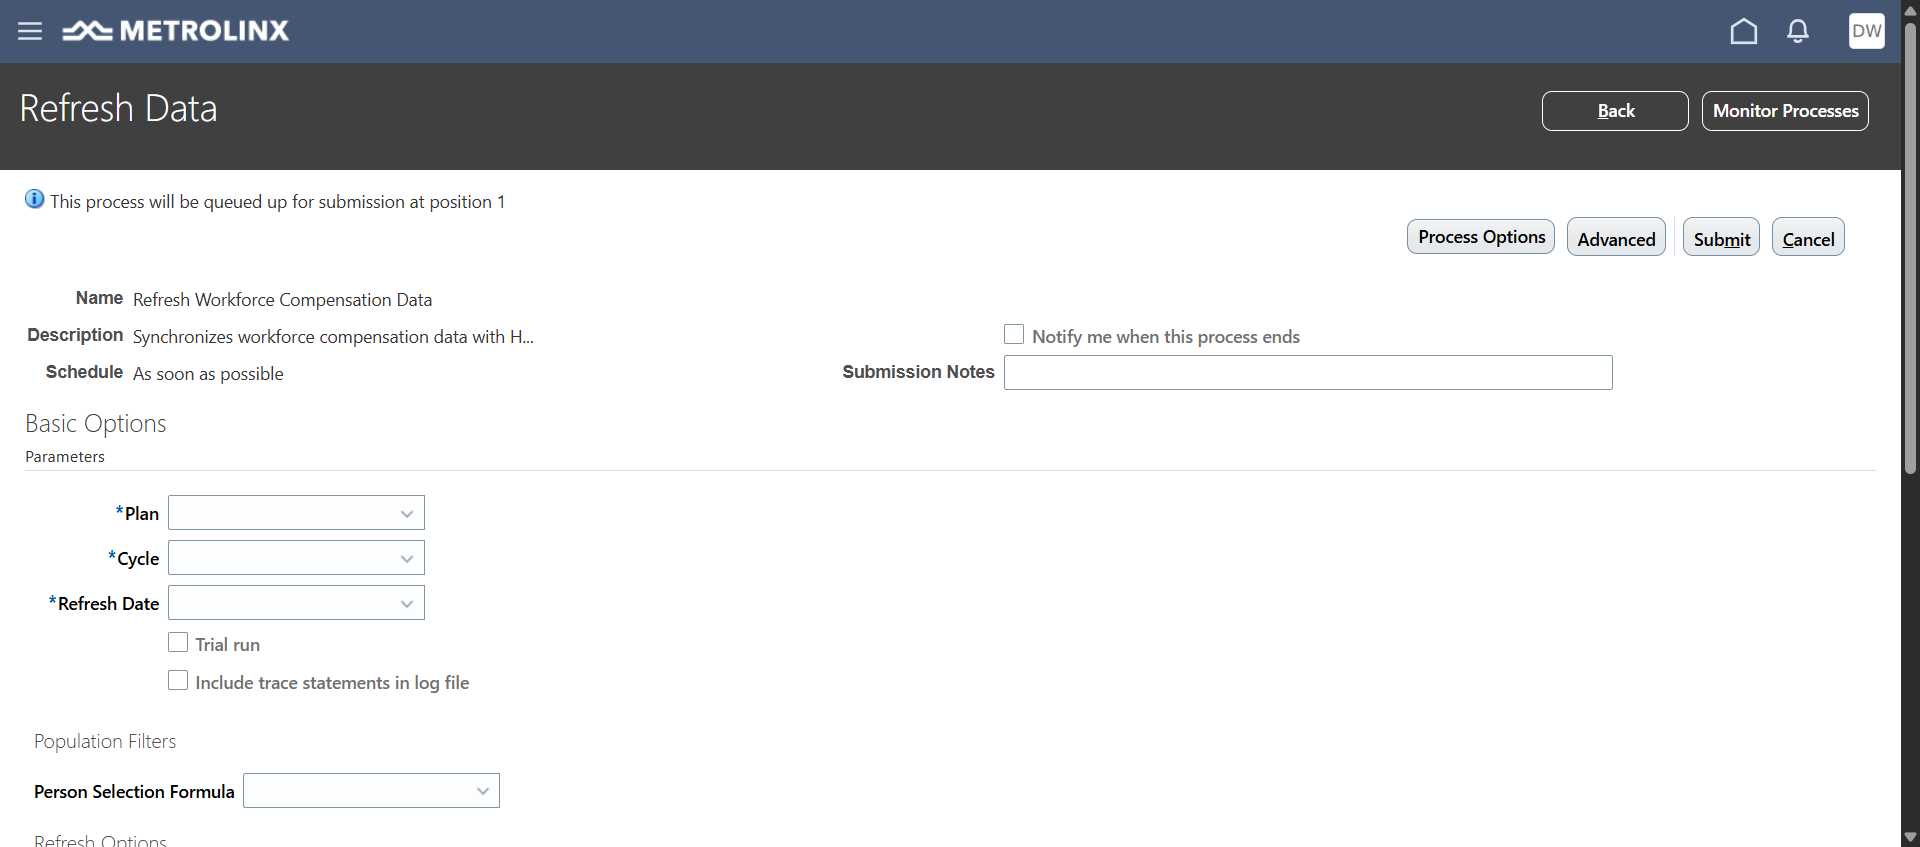 METROLINX
DW
Refresh Data
Back
Monitor Processes
This process will be queued up for submission at position 1
Process Options
Advanced
Submit
Cancel
Name Refresh Workforce Compensation Data
Description Synchronizes workforce compensation data with H...
Notify me when this process ends
Schedule As soon as possible
Submission Notes
Basic Options
Parameters
*Plan
*Cycle
*Refresh Date
Trial run
Include trace statements in log file
Population Filters
Person Selection Formula
Refresh Options